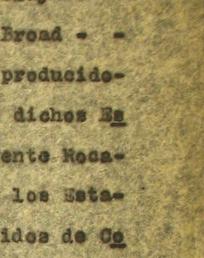 Broad - -
producido-
dichos Es
ente Roca-
los Esta-
idos de Co